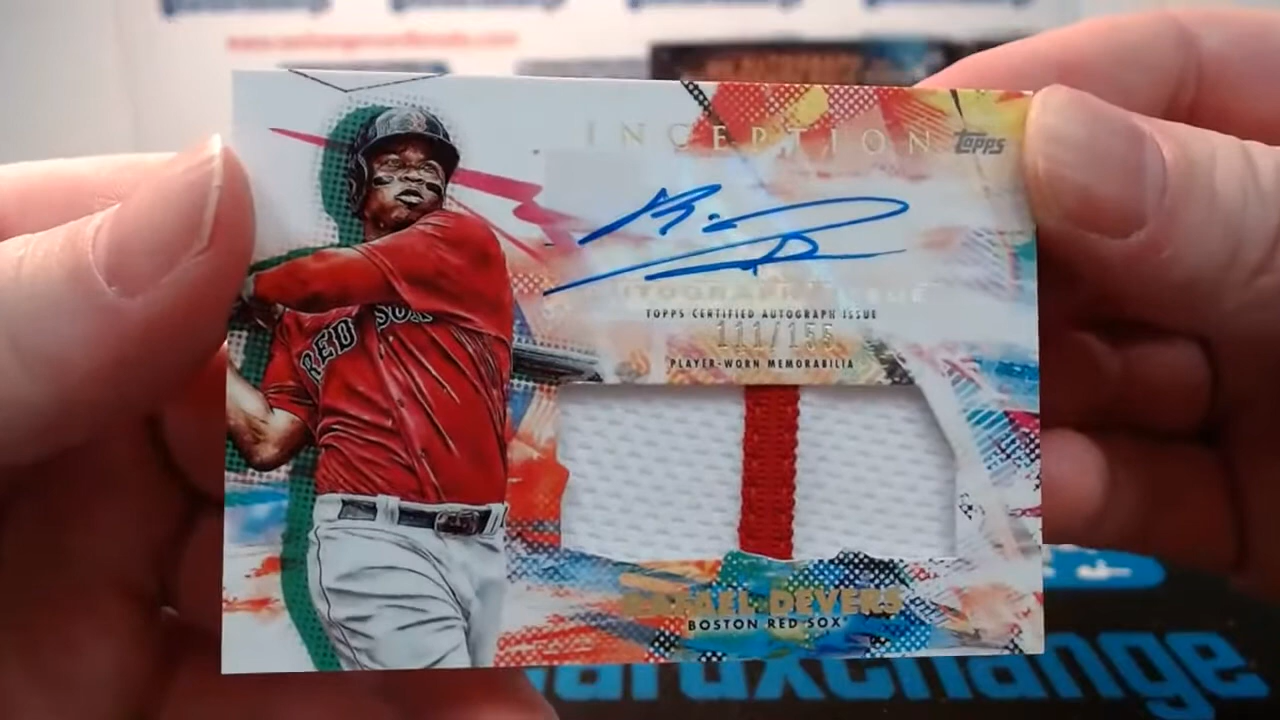 INCEPTION
Topps
RED SOX
AUTOGRAPH ISSUE
TOPPS CERTIFIED AUTOGRAPH ISSUE
111/155
PLAYER-WORN MEMORABILIA
RAFAEL DEVERS
BOSTON RED SOX
cardxchange